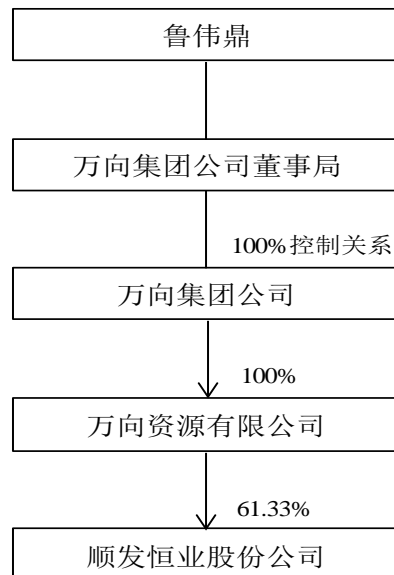 鲁伟鼎
万向集团公司董事局
100%控制关系
万向集团公司
100%
万向资源有限公司
61.33%
顺发恒业股份公司